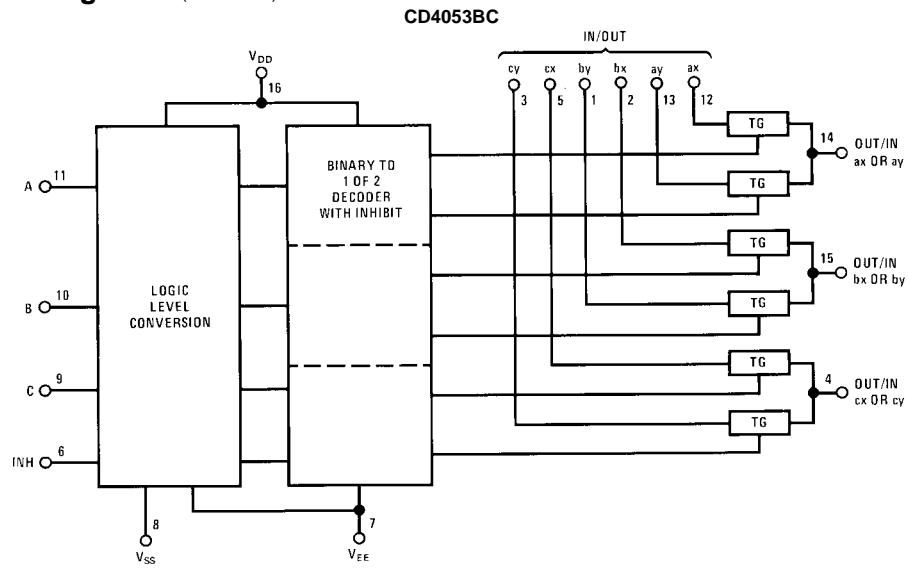 CD4053BC
IN/OUT
cy cx by bx ay ax
3 5 1 2 13 12
VDD
16
A 11
B 10
C 9
INH 6
LOGIC
LEVEL
CONVERSION
BINARY TO
1 OF 2
DECODER
WITH INHIBIT
TG
TG
TG
TG
TG
TG
14 OUT/IN
ax OR ay
15 OUT/IN
bx OR by
4 OUT/IN
cx OR cy
8
VSS
7
VEE